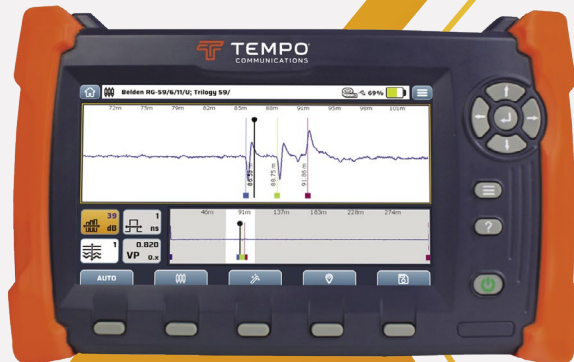 TEMPO
COMMUNICATIONS
Belden RG-59/6/11/U; Trilogy 59/
69%
72m 75m 79m 82m 85m 88m 91m 95m 98m 101m
86.52 m
88.75 m
91.86 m
46m 91m 137m 183m 228m 274m
39
dB
1
ns
1
0.820
VP 0.x
AUTO
?